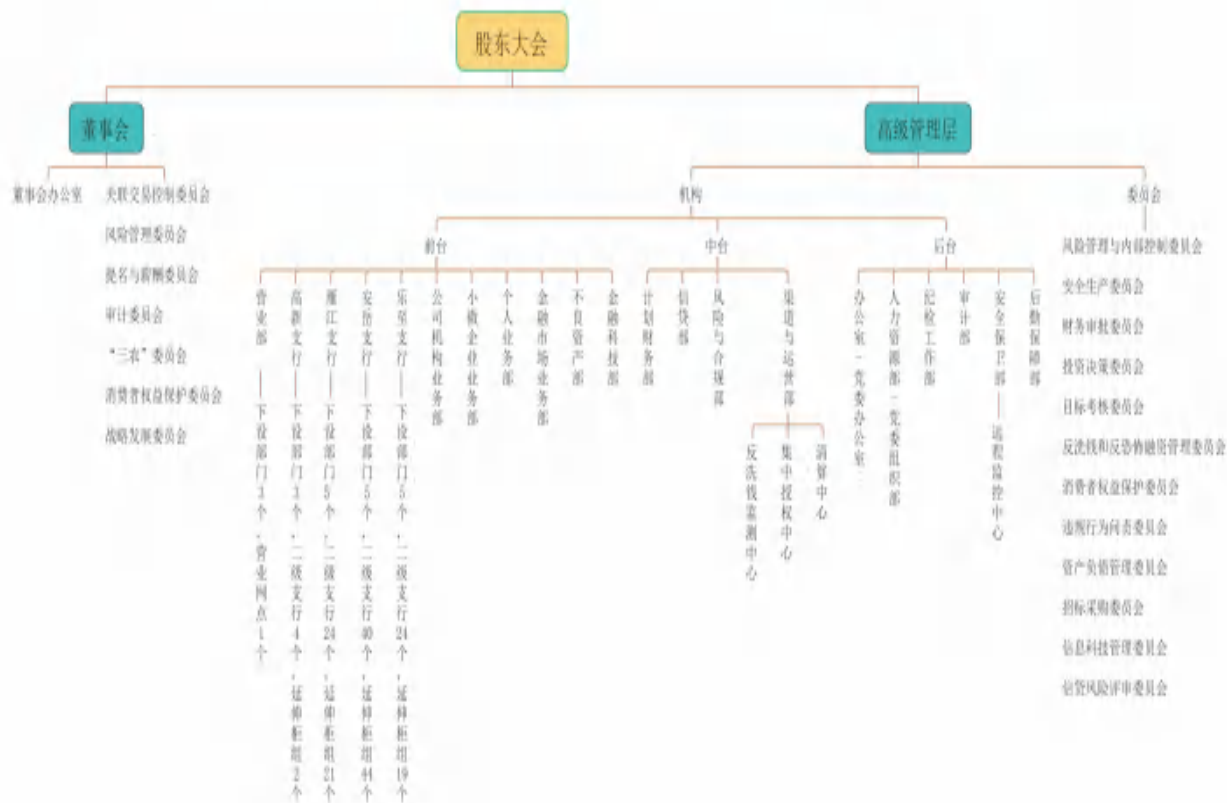 股东大会
董事会
高级管理层
董事会办公室
关联交易控制委员会
风险管理委员会
提名与薪酬委员会
审计委员会
“三农”委员会
消费者权益保护委员会
战略发展委员会
机构
委员会
前台
中台
后台
营业部——下设部门3个，营业网点1个
高新支行——下设部门3个，二级支行4个，延伸柜组2个
雁江支行——下设部门5个，二级支行24个，延伸柜组21个
安岳支行——下设部门5个，二级支行40个，延伸柜组44个
乐至支行——下设部门5个，二级支行24个，延伸柜组19个
公司机构业务部
小微企业业务部
个人业务部
金融市场业务部
不良资产部
金融科技部
计划财务部
信贷部
风险与合规部
渠道与运营部
反洗钱监测中心
集中授权中心
清算中心
办公室-党委办公室
人力资源部-党委组织部
纪检工作部
审计部
安全保卫部——远程监控中心
后勤保障部
风险管理与内部控制委员会
安全生产委员会
财务审批委员会
投资决策委员会
目标考核委员会
反洗钱和反恐怖融资管理委员会
消费者权益保护委员会
违规行为问责委员会
资产负债管理委员会
招标采购委员会
信息科技管理委员会
信贷风险评审委员会